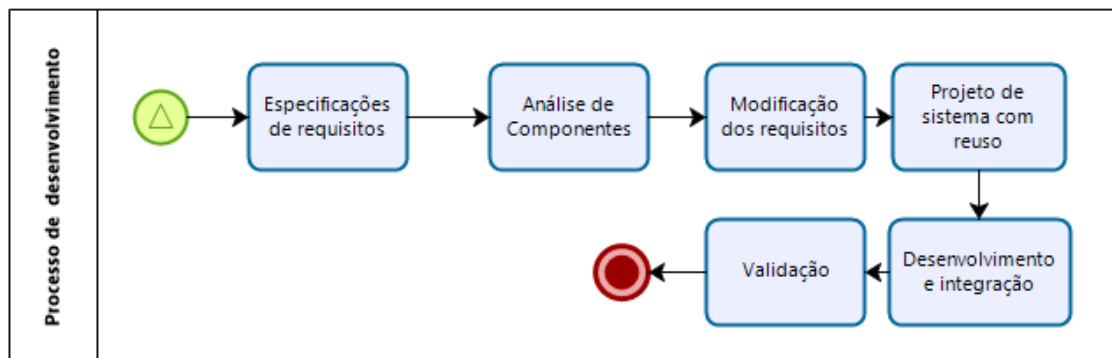 Processo de desenvolvimento
Especificações
de requisitos
Análise de
Componentes
Modificação
dos requisitos
Projeto de
sistema com
reuso
Desenvolvimento
e integração
Validação